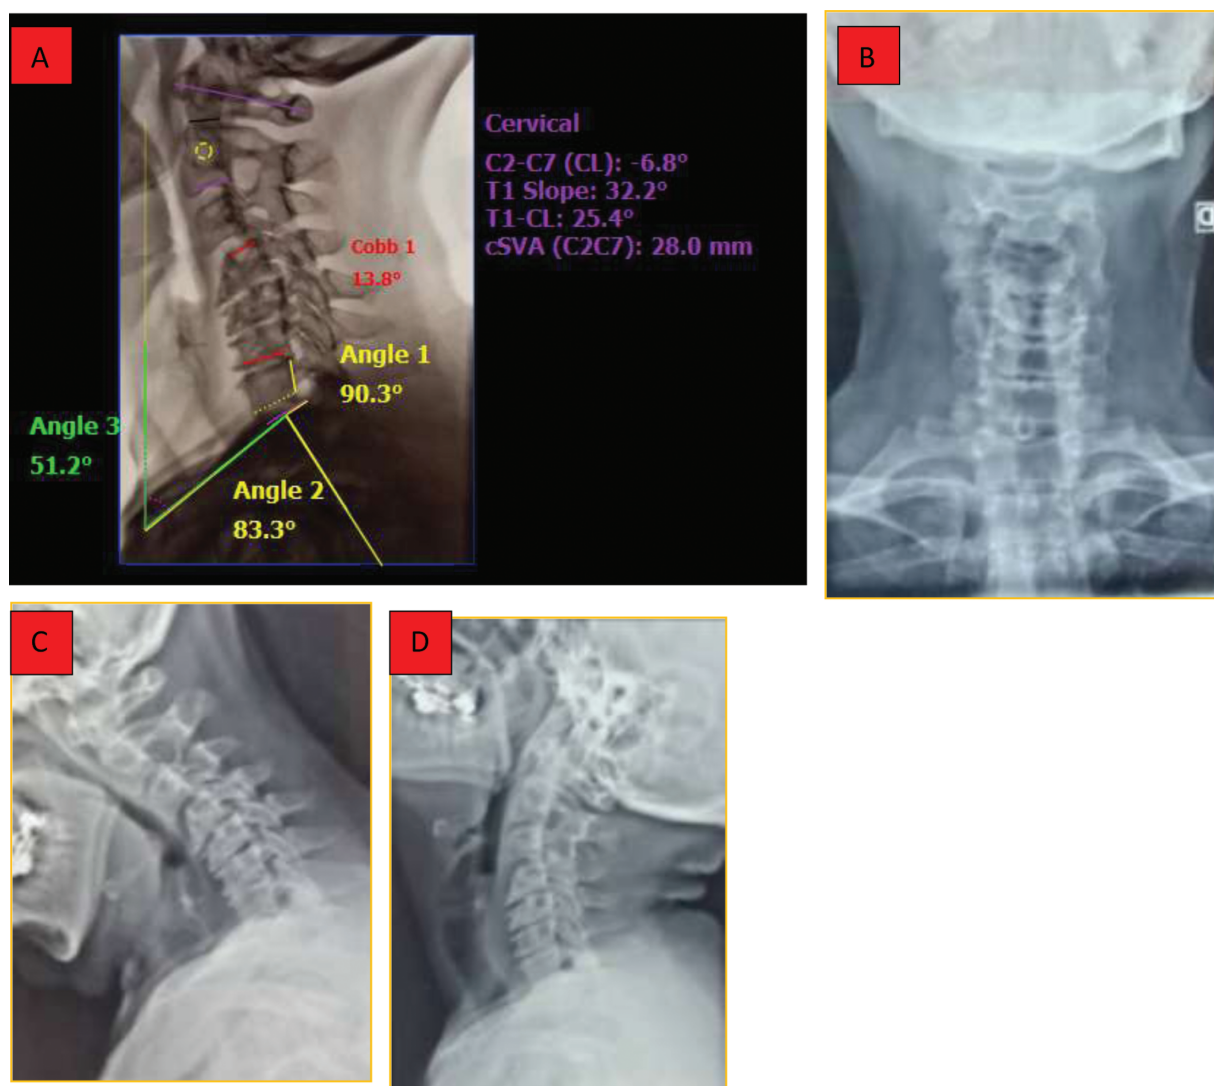 A
Cervical
C2-C7 (CL): -6.8°
T1 Slope: 32.2°
T1-CL: 25.4°
cSVA (C2C7): 28.0 mm
Cobb 1
13.8°
Angle 1
90.3°
Angle 3
51.2°
Angle 2
83.3°
B
C
D